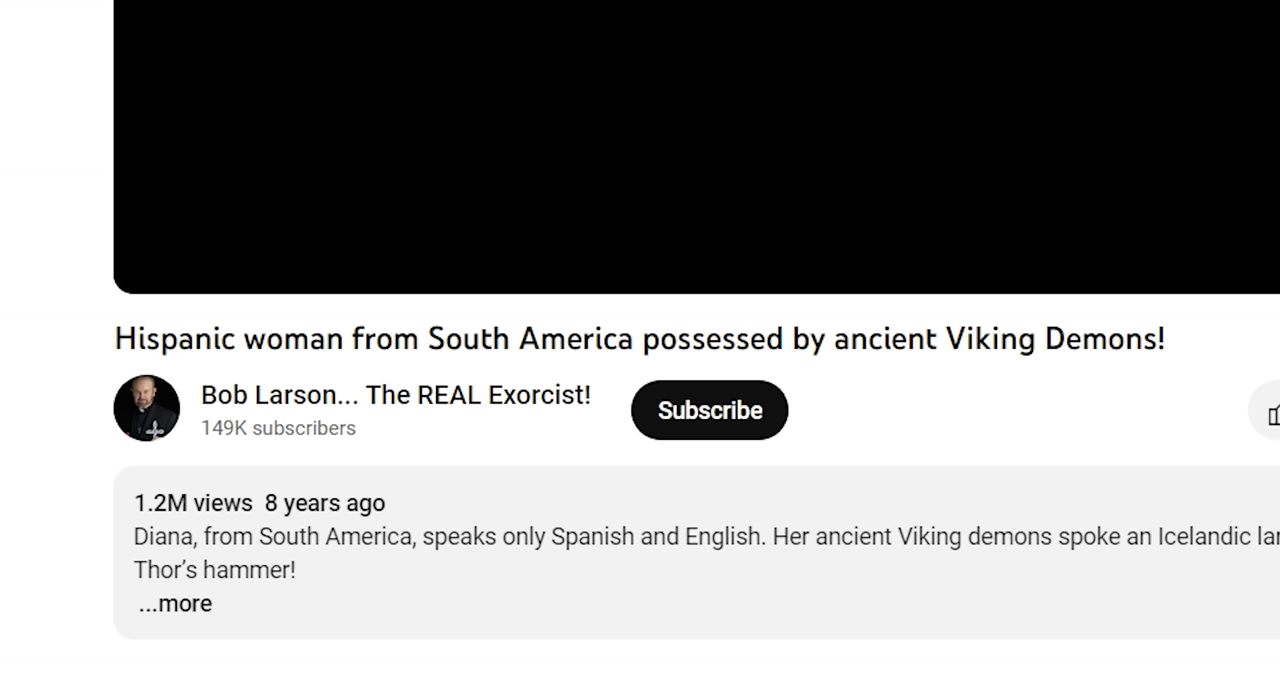 Hispanic woman from South America possessed by ancient Viking Demons!
Bob Larson... The REAL Exorcist!
149K subscribers
Subscribe
1.2M views 8 years ago
Diana, from South America, speaks only Spanish and English. Her ancient Viking demons spoke an Icelandic
Thor's hammer!
...more